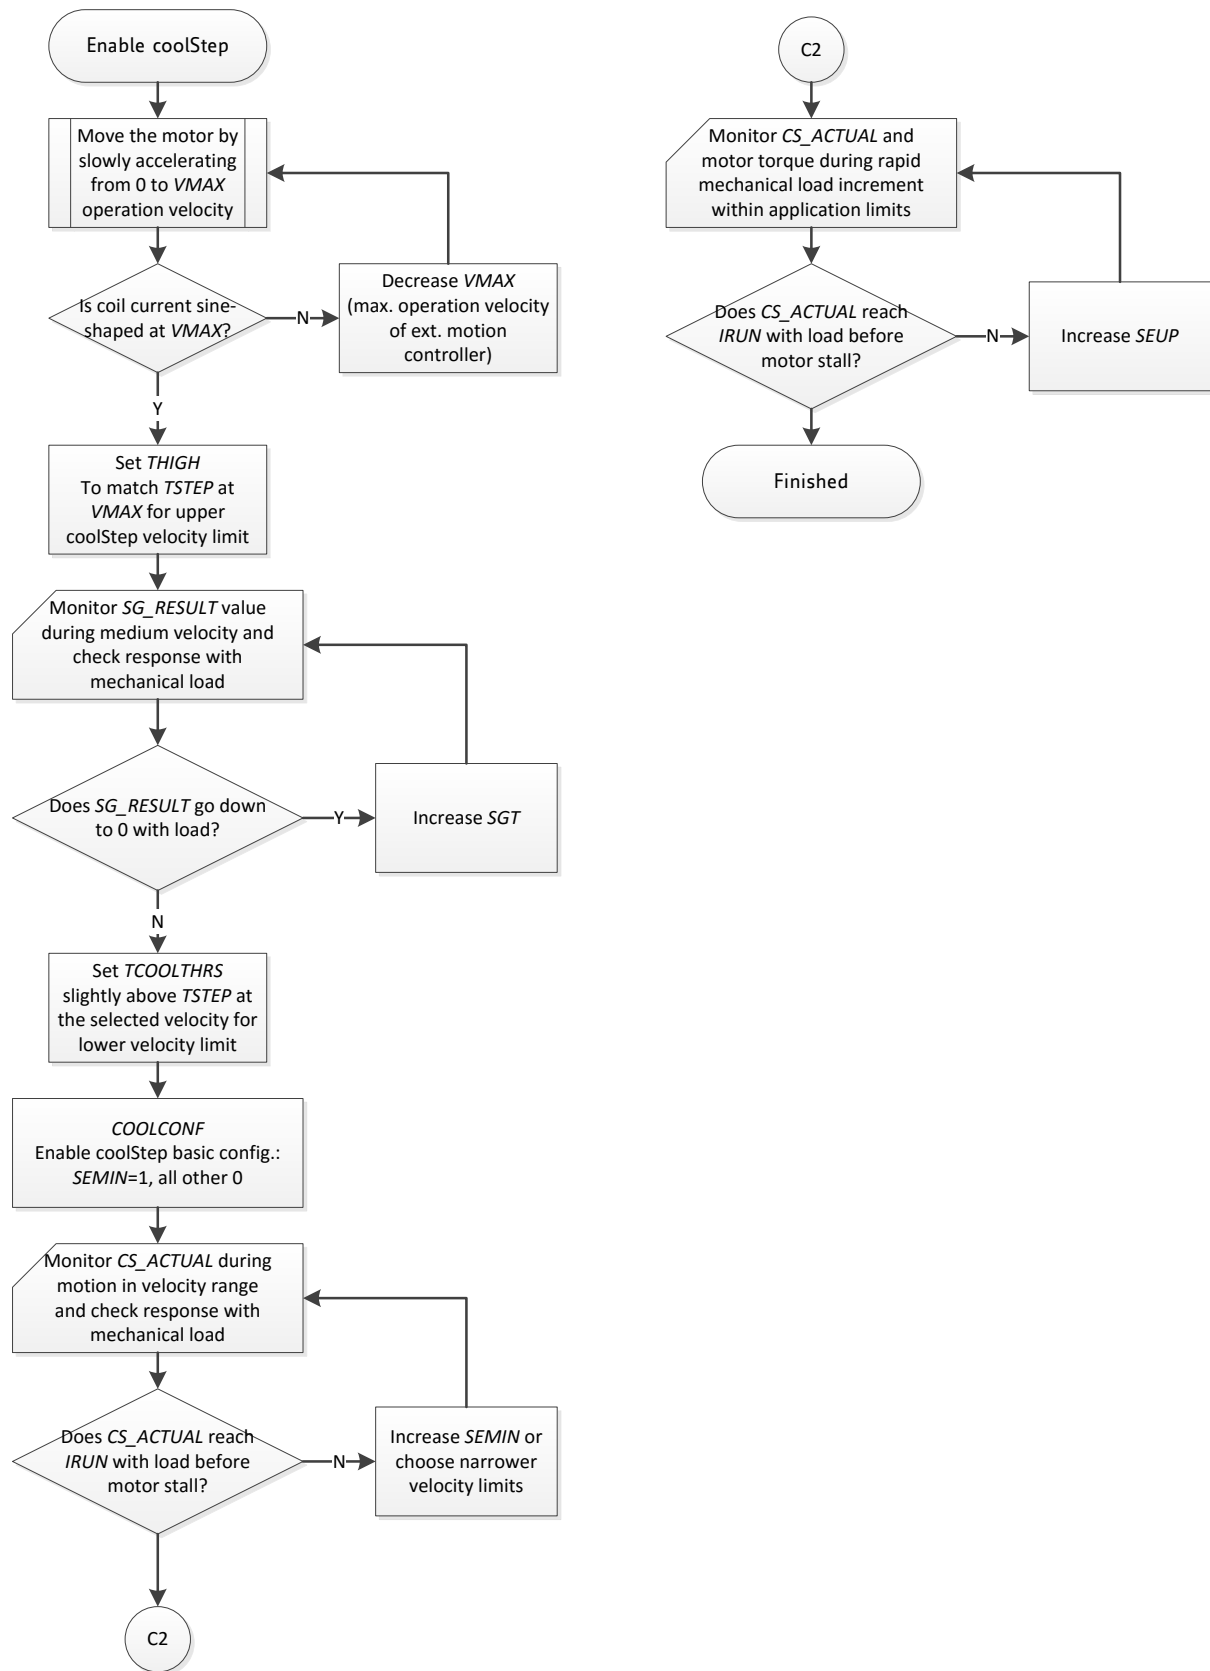 Enable coolStep
Move the motor by
slowly accelerating
from 0 to VMAX
operation velocity
Is coil current sine-
shaped at VMAX?
N
Decrease VMAX
(max. operation velocity
of ext. motion
controller)
Y
Set THIGH
To match TSTEP at
VMAX for upper
coolStep velocity limit
Monitor SG_RESULT value
during medium velocity and
check response with
mechanical load
Does SG_RESULT go down
to 0 with load?
Y
Increase SGT
N
Set TCOOLTHRS
slightly above TSTEP at
the selected velocity for
lower velocity limit
COOLCONF
Enable coolStep basic config.:
SEMIN=1, all other 0
Monitor CS_ACTUAL during
motion in velocity range
and check response with
mechanical load
Does CS_ACTUAL reach
IRUN with load before
motor stall?
N
Increase SEMIN or
choose narrower
velocity limits
C2
C2
Monitor CS_ACTUAL and
motor torque during rapid
mechanical load increment
within application limits
Does CS_ACTUAL reach
IRUN with load before
motor stall?
N
Increase SEUP
Finished